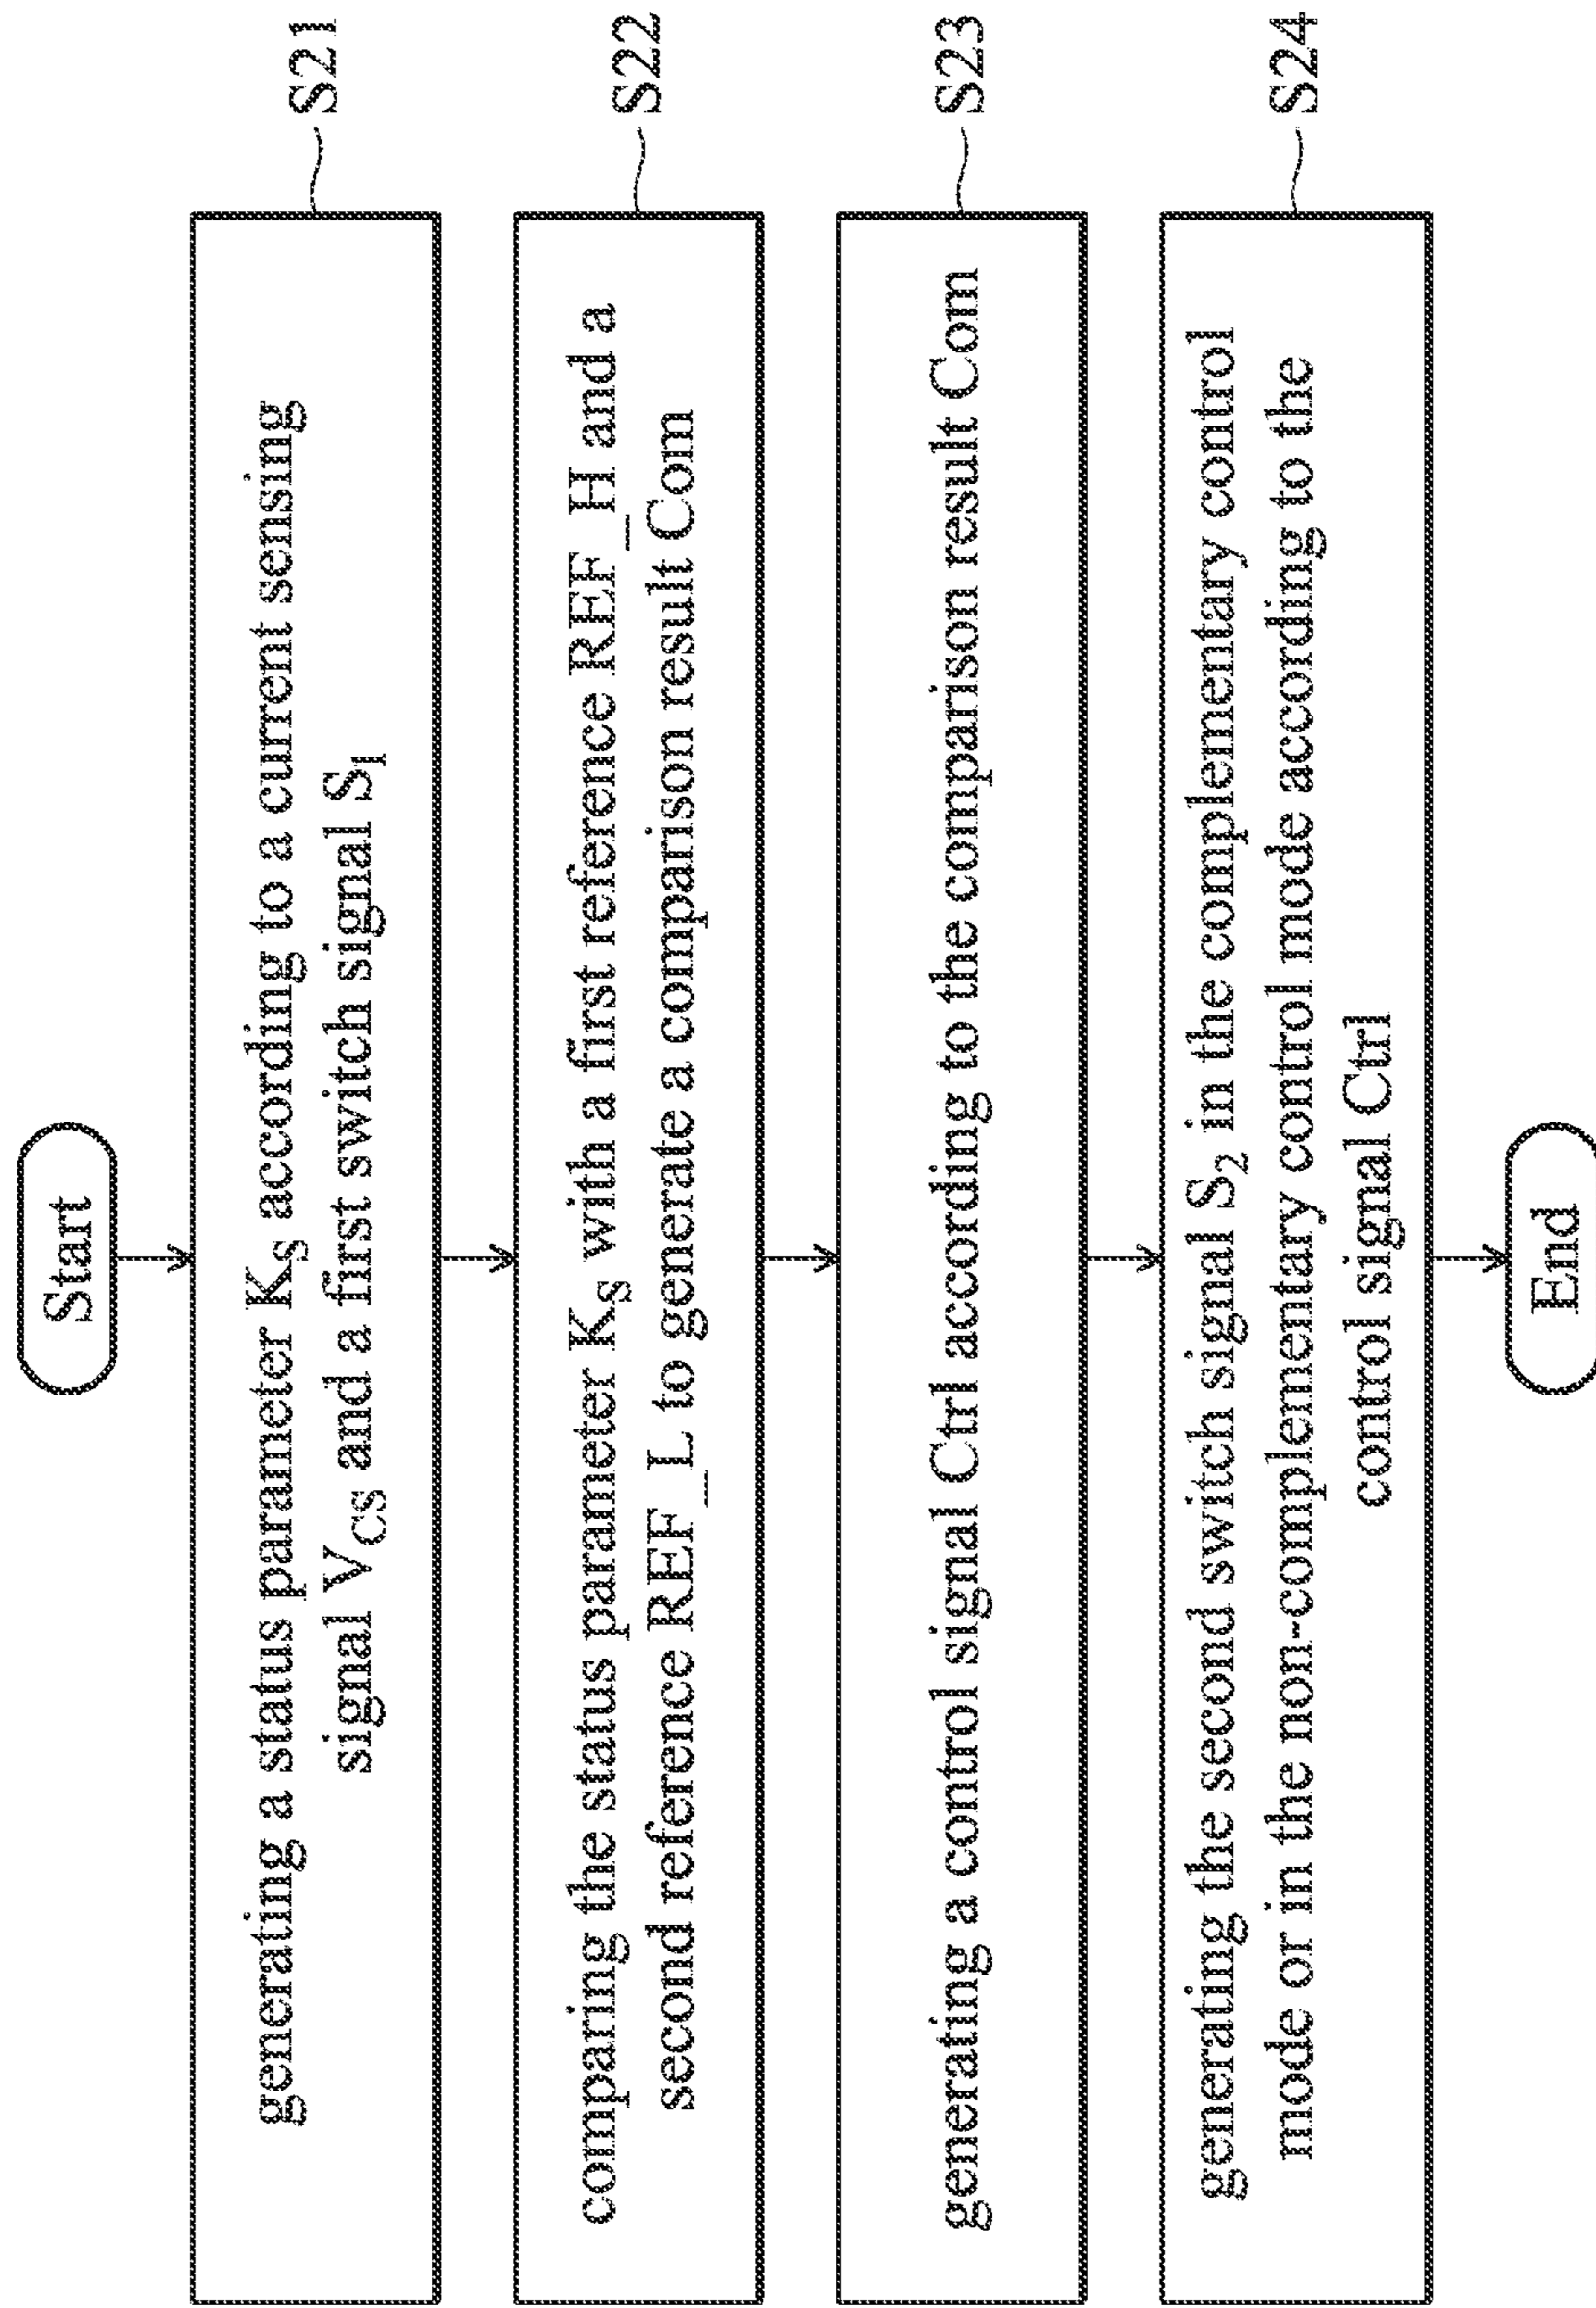 Start
generating a status parameter K_S according to a current sensing
signal V_CS and a first switch signal S_1
S21
comparing the status parameter K_S with a first reference REF_H and a
second reference REF_L to generate a comparison result Com
S22
generating a control signal Ctrl according to the comparison result Com
S23
generating the second switch signal S_2 in the complementary control
mode or in the non-complementary control mode according to the
control signal Ctrl
S24
End